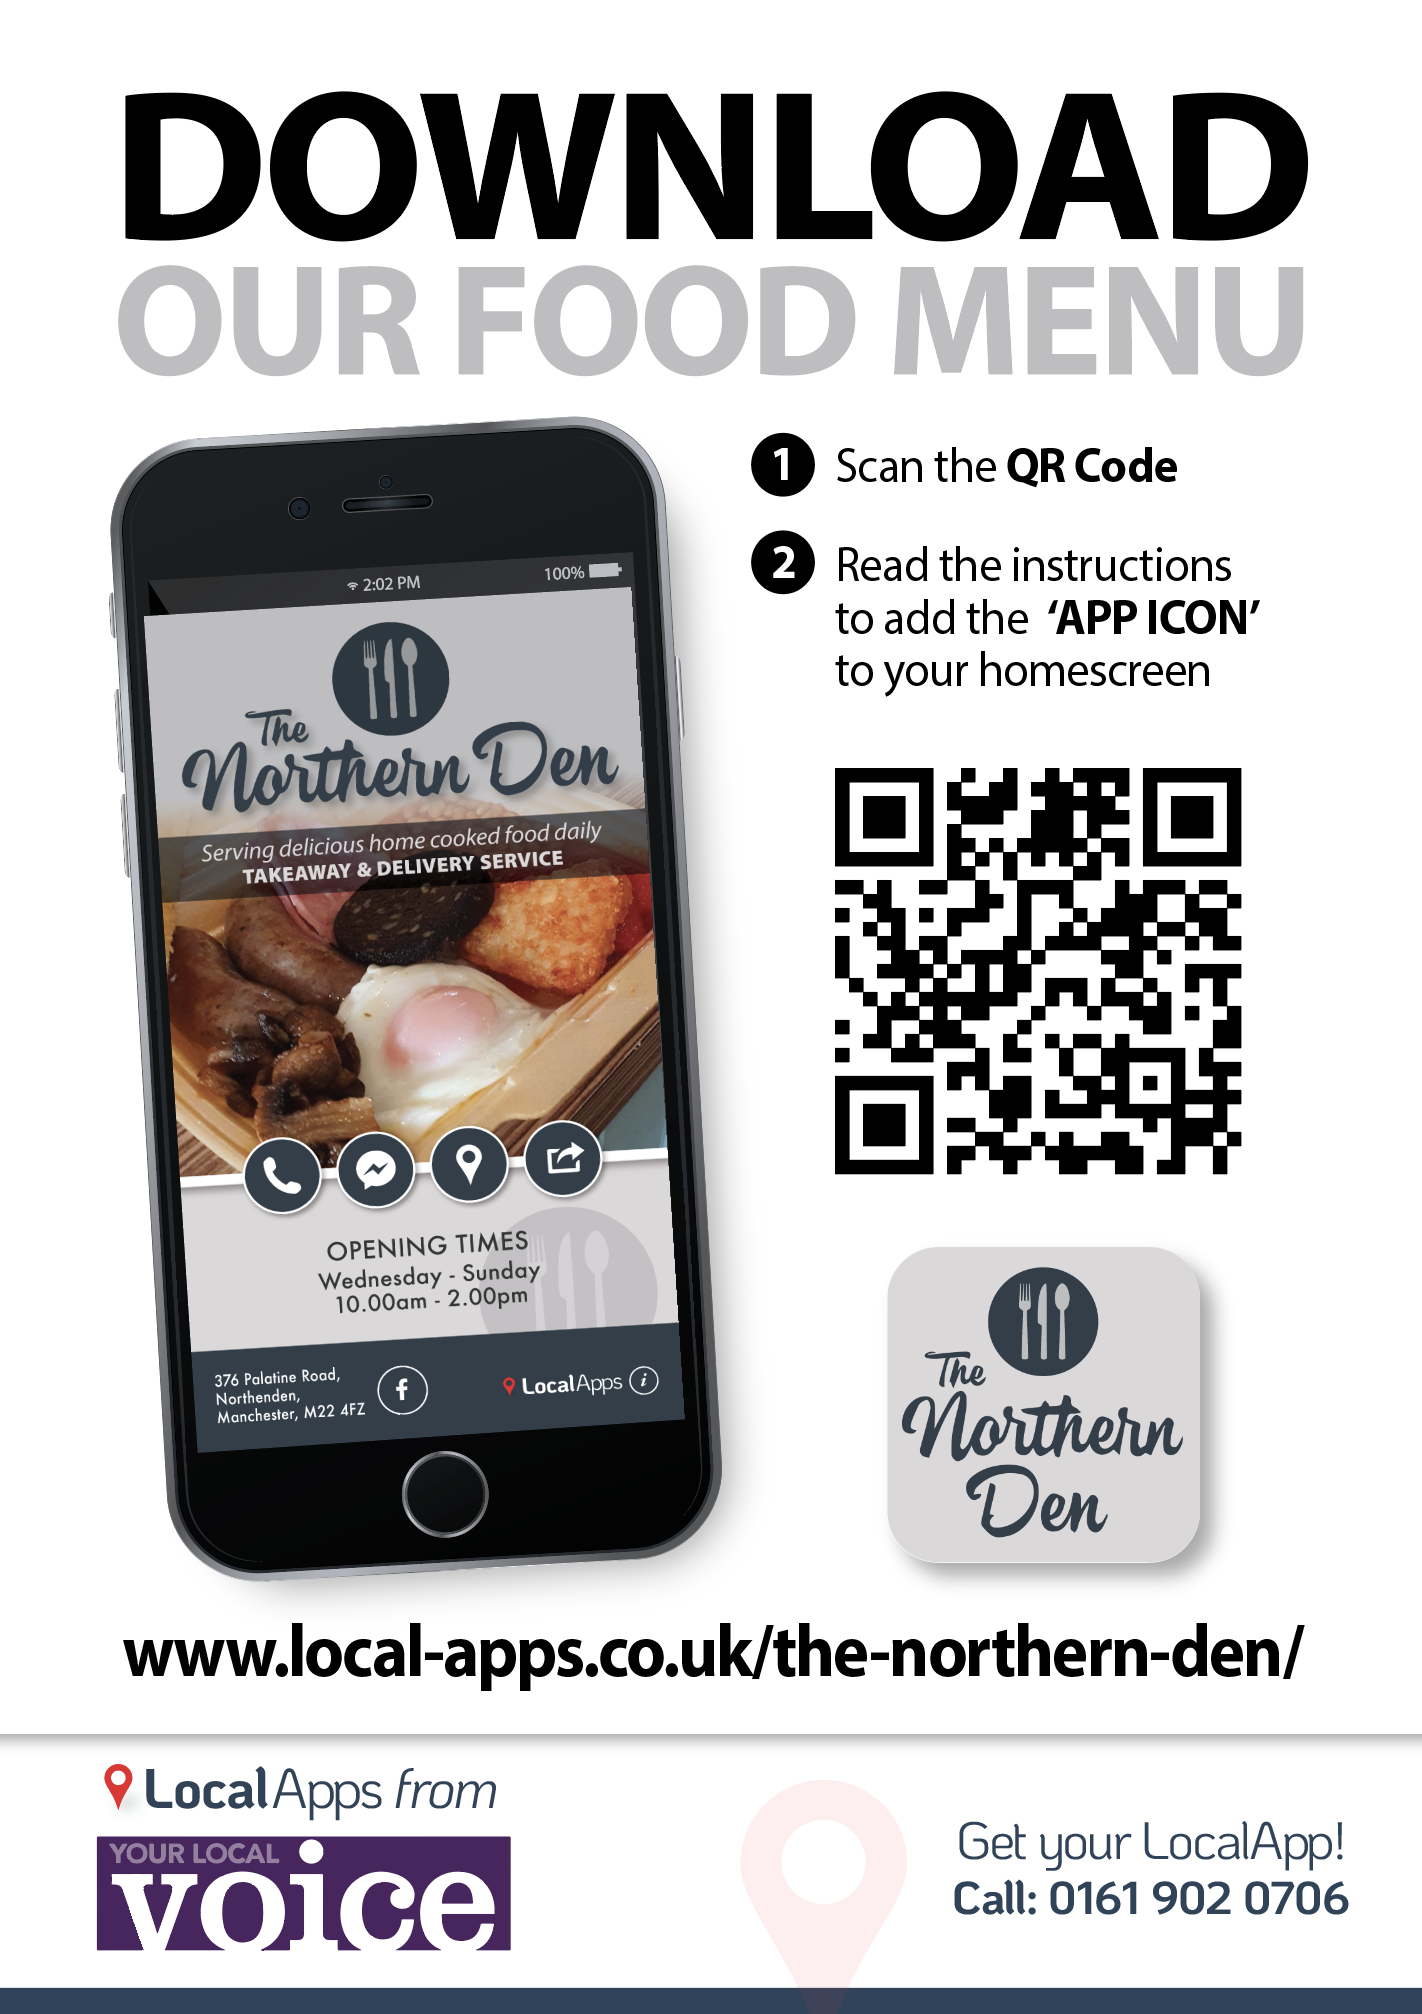 DOWNLOAD
OUR FOOD MENU
1 Scan the QR Code
2 Read the instructions
to add the 'APP ICON'
to your homescreen
2:02 PM 100%
The
Northern Den
Serving delicious home cooked food daily
TAKEAWAY & DELIVERY SERVICE
OPENING TIMES
Wednesday - Sunday
10.00am - 2.00pm
376 Palatine Road,
Northenden,
Manchester, M22 4FZ
f
LocalApps i
The
Northern
Den
www.local-apps.co.uk/the-northern-den/
LocalApps from
YOUR LOCAL
voice
Get your LocalApp!
Call: 0161 902 0706